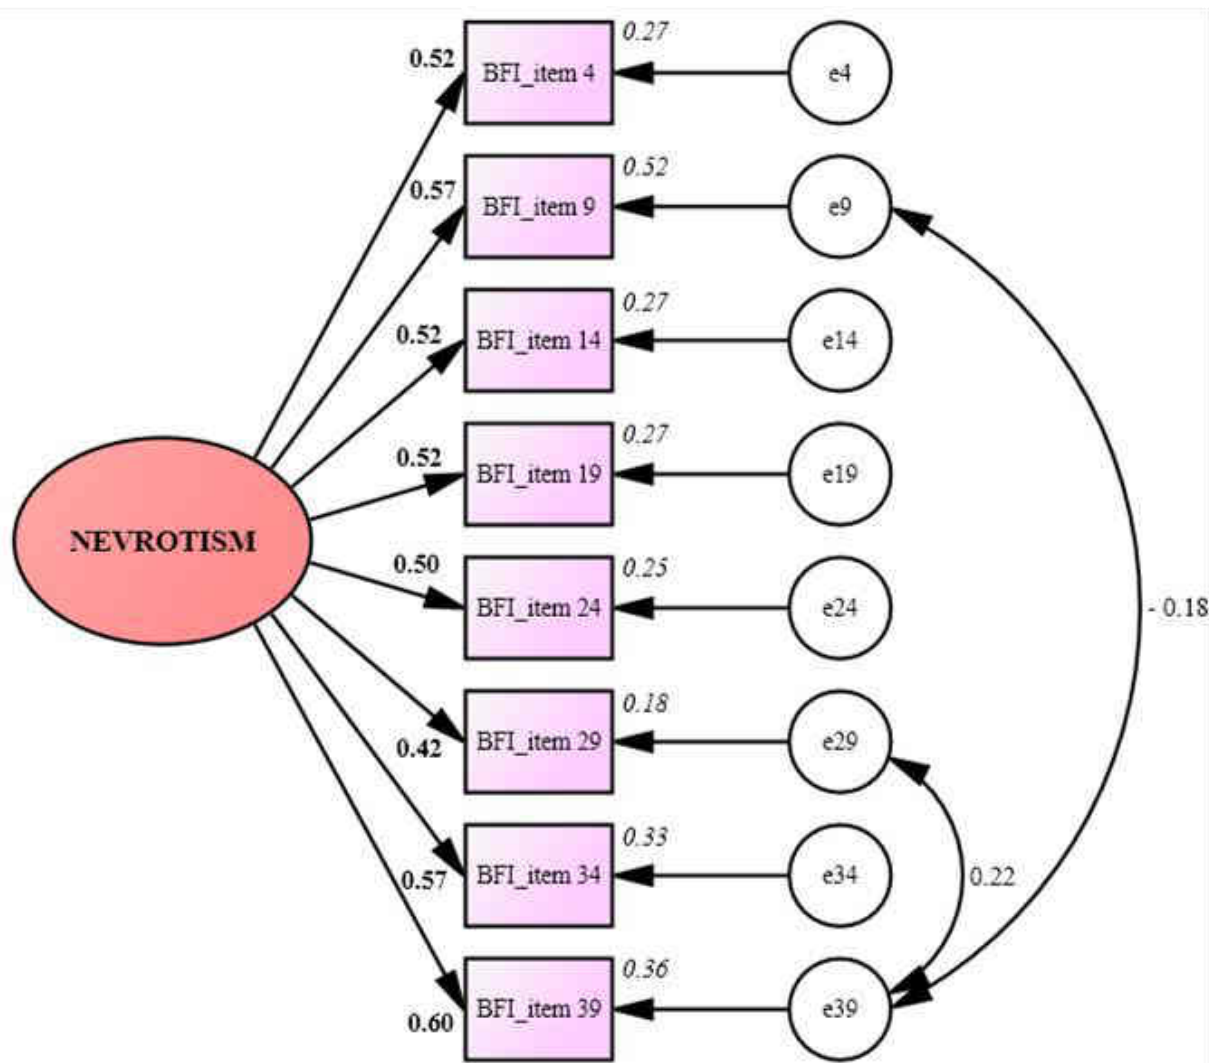 0.52
BFI_item 4
0.27
e4
0.57
BFI_item 9
0.52
e9
0.52
BFI_item 14
0.27
e14
0.52
BFI_item 19
0.27
e19
NEVROTISM
0.50
BFI_item 24
0.25
e24
- 0.18
0.42
BFI_item 29
0.18
e29
0.57
BFI_item 34
0.33
e34
0.22
0.60
BFI_item 39
0.36
e39